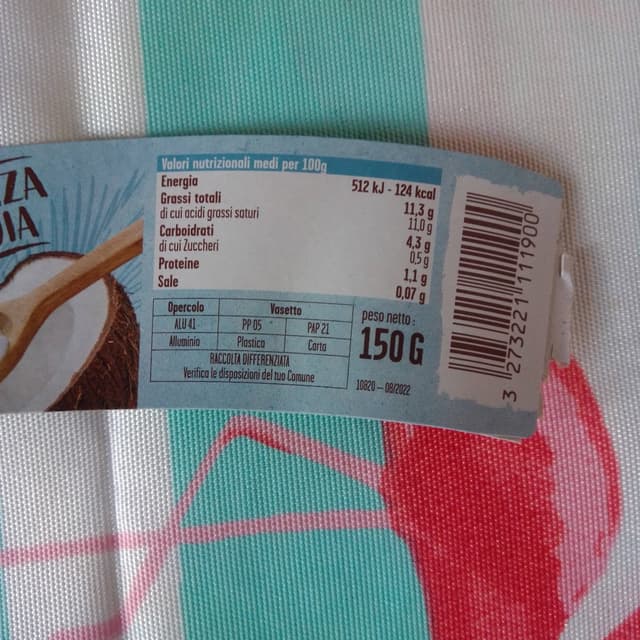 ZZA
OIA
Valori nutrizionali medi per 100g
Energia 512 kJ - 124 kcal
Grassi totali 11,3 g
di cui acidi grassi saturi 11,0 g
Carboidrati 4,3 g
di cui Zuccheri 0,5 g
Proteine 1,1 g
Sale 0,07 g
Opercolo Vasetto
ALU 41 PP 05 PAP 21
Alluminio Plastica Carta
RACCOLTA DIFFERENZIATA
Verifica le disposizioni del tuo Comune
peso netto :
150 G
10820 – 08/2022
3 273221 111900